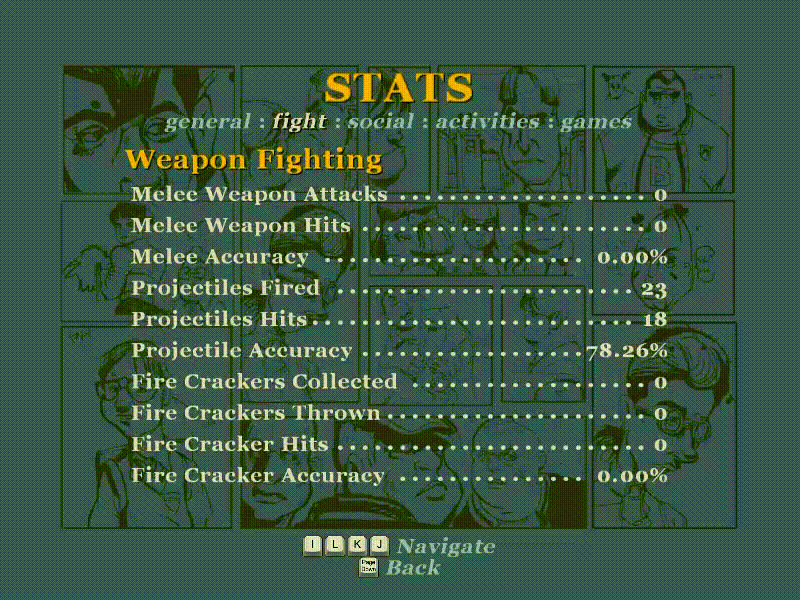 STATS
general : fight : social : activities : games
Weapon Fighting
Melee Weapon Attacks .................... 0
Melee Weapon Hits ....................... 0
Melee Accuracy ..................... 0.00%
Projectiles Fired ........................ 23
Projectiles Hits .......................... 18
Projectile Accuracy .................. 78.26%
Fire Crackers Collected ................... 0
Fire Crackers Thrown ..................... 0
Fire Cracker Hits ......................... 0
Fire Cracker Accuracy ............... 0.00%
I L K J Navigate
Page Down Back